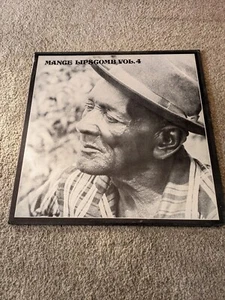 MANCE LIPSCOMB, VOL. 4